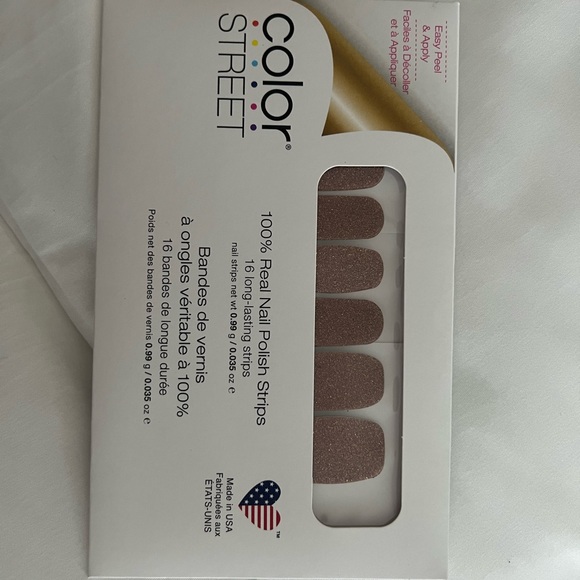 Easy Peel
& Apply
Faciles à Décoller
et à Appliquer
color®
STREET
100% Real Nail Polish Strips
16 long-lasting strips
nail strips net wt 0.99 g / 0.035 oz e
Bandes de vernis
à ongles véritable à 100%
16 bandes de longue durée
Poids net des bandes de vernis 0.99 g / 0.035 oz e
TM
Made in USA
Fabriquées aux
ÉTATS-UNIS